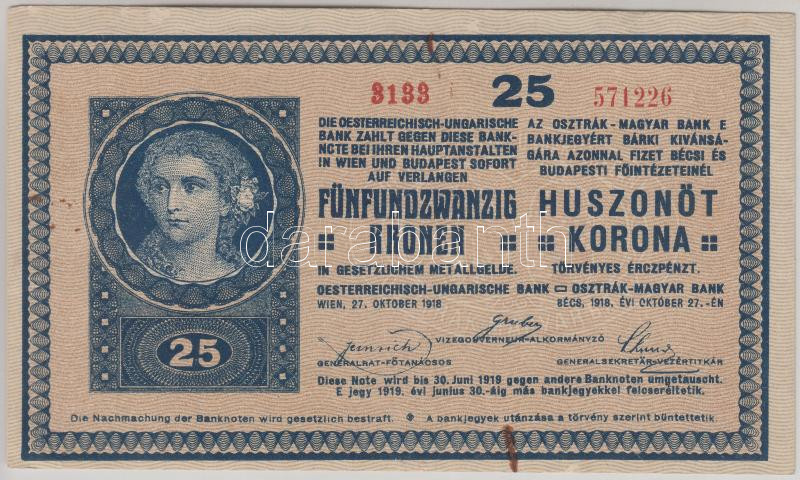 3133 25 571226
DIE OESTERREICHISCH-UNGARISCHE
BANK ZAHLT GEGEN DIESE BANK-
NOTE BEI IHREN HAUPTANSTALTEN
IN WIEN UND BUDAPEST SOFORT
AUF VERLANGEN
FÜNFUNDZWANZIG
KRONEN
IN GESETZLICHEM METALLGELDE.
OESTERREICHISCH-UNGARISCHE BANK
WIEN, 27. OKTOBER 1918
AZ OSZTRÁK-MAGYAR BANK E
BANKJEGYÉRT BÁRKI KIVÁNSÁ-
GÁRA AZONNAL FIZET BÉCSI ÉS
BUDAPESTI FŐINTÉZETEINÉL
HUSZONÖT
KORONA
TÖRVÉNYES ÉRCZPÉNZT.
OSZTRÁK-MAGYAR BANK
BÉCS, 1918. ÉVI OKTÓBER 27.-ÉN
Gruber
VIZEGOUVERNEUR-ALKORMÁNYZÓ
GENERALRAT-FŐTANÁCSOS
GENERALSEKRETÄR-VEZÉRTITKÁR
25
Diese Note wird bis 30. Juni 1919 gegen andere Banknoten umgetauscht.
E jegy 1919. évi junius 30.-áig más bankjegyekkel felcseréltetik.
Die Nachmachung der Banknoten wird gesetzlich bestraft. A bankjegyek utánzása a törvény szerint büntettetik.
darabanth